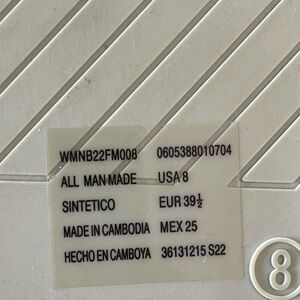 WMNB22FM008 0605388010704
ALL MAN MADE USA 8
SINTETICO EUR 39½
MADE IN CAMBODIA MEX 25
HECHO EN CAMBOYA 36131215 S22
8